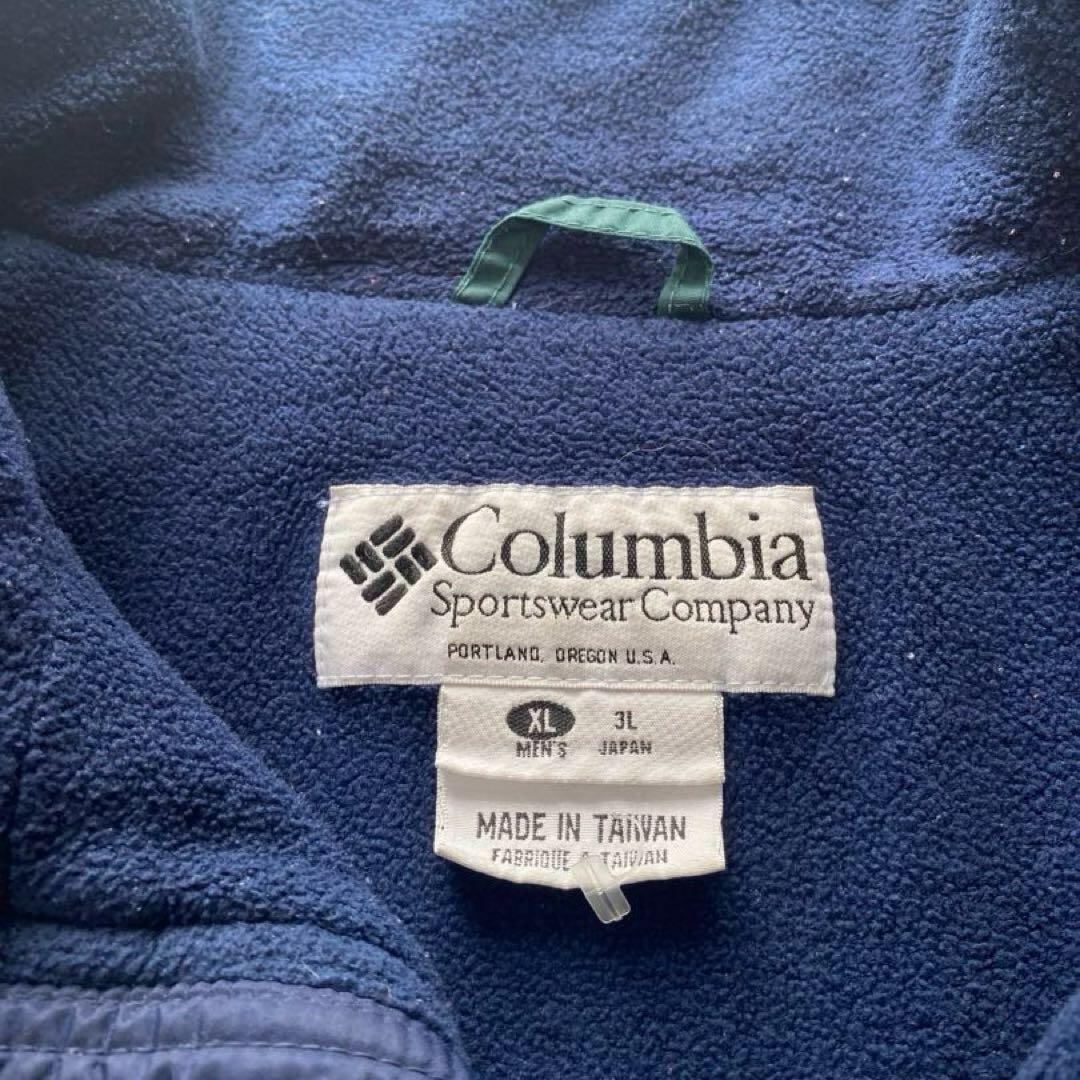 Columbia
Sportswear Company
PORTLAND, OREGON U.S.A.
XL 3L
MEN'S JAPAN
MADE IN TAIWAN
FABRIQUE À TAIWAN